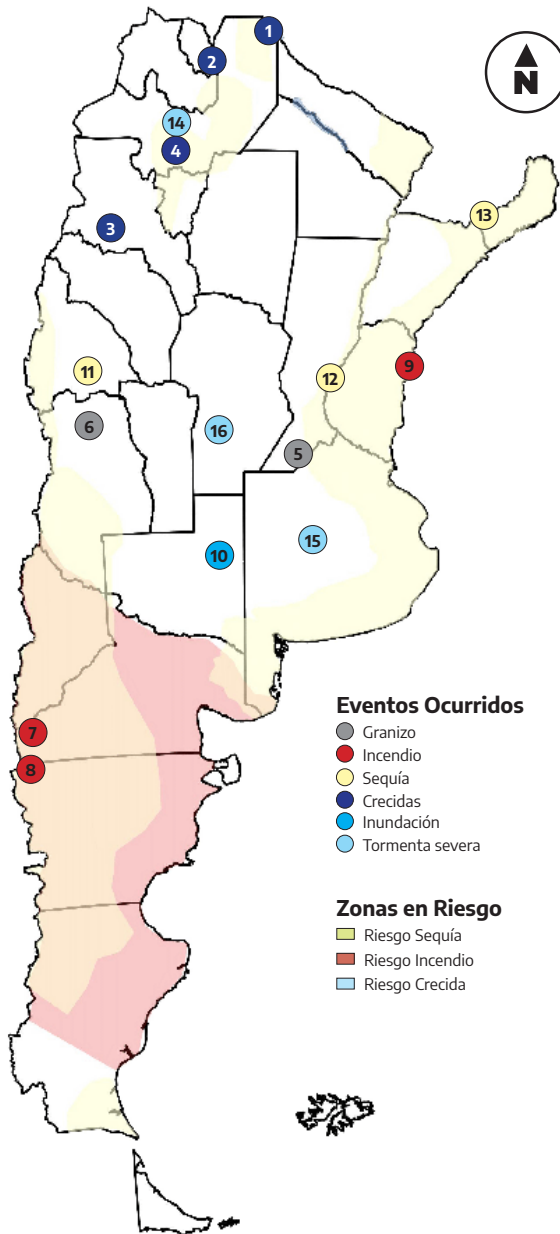 1
2
N
14
4
13
3
9
11
12
6
16
5
15
10
Eventos Ocurridos
Granizo
7
Incendio
8
Sequía
Crecidas
Inundación
Tormenta severa
Zonas en Riesgo
Riesgo Sequía
Riesgo Incendio
Riesgo Crecida